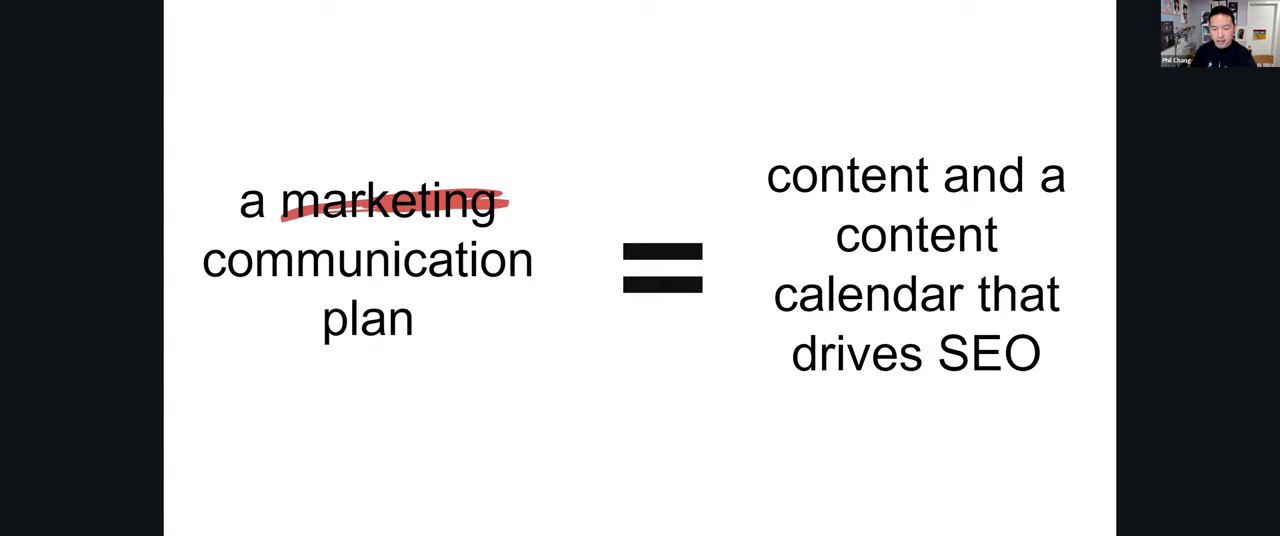 a marketing
communication
plan
content and a
content
calendar that
drives SEO
Phil Chang